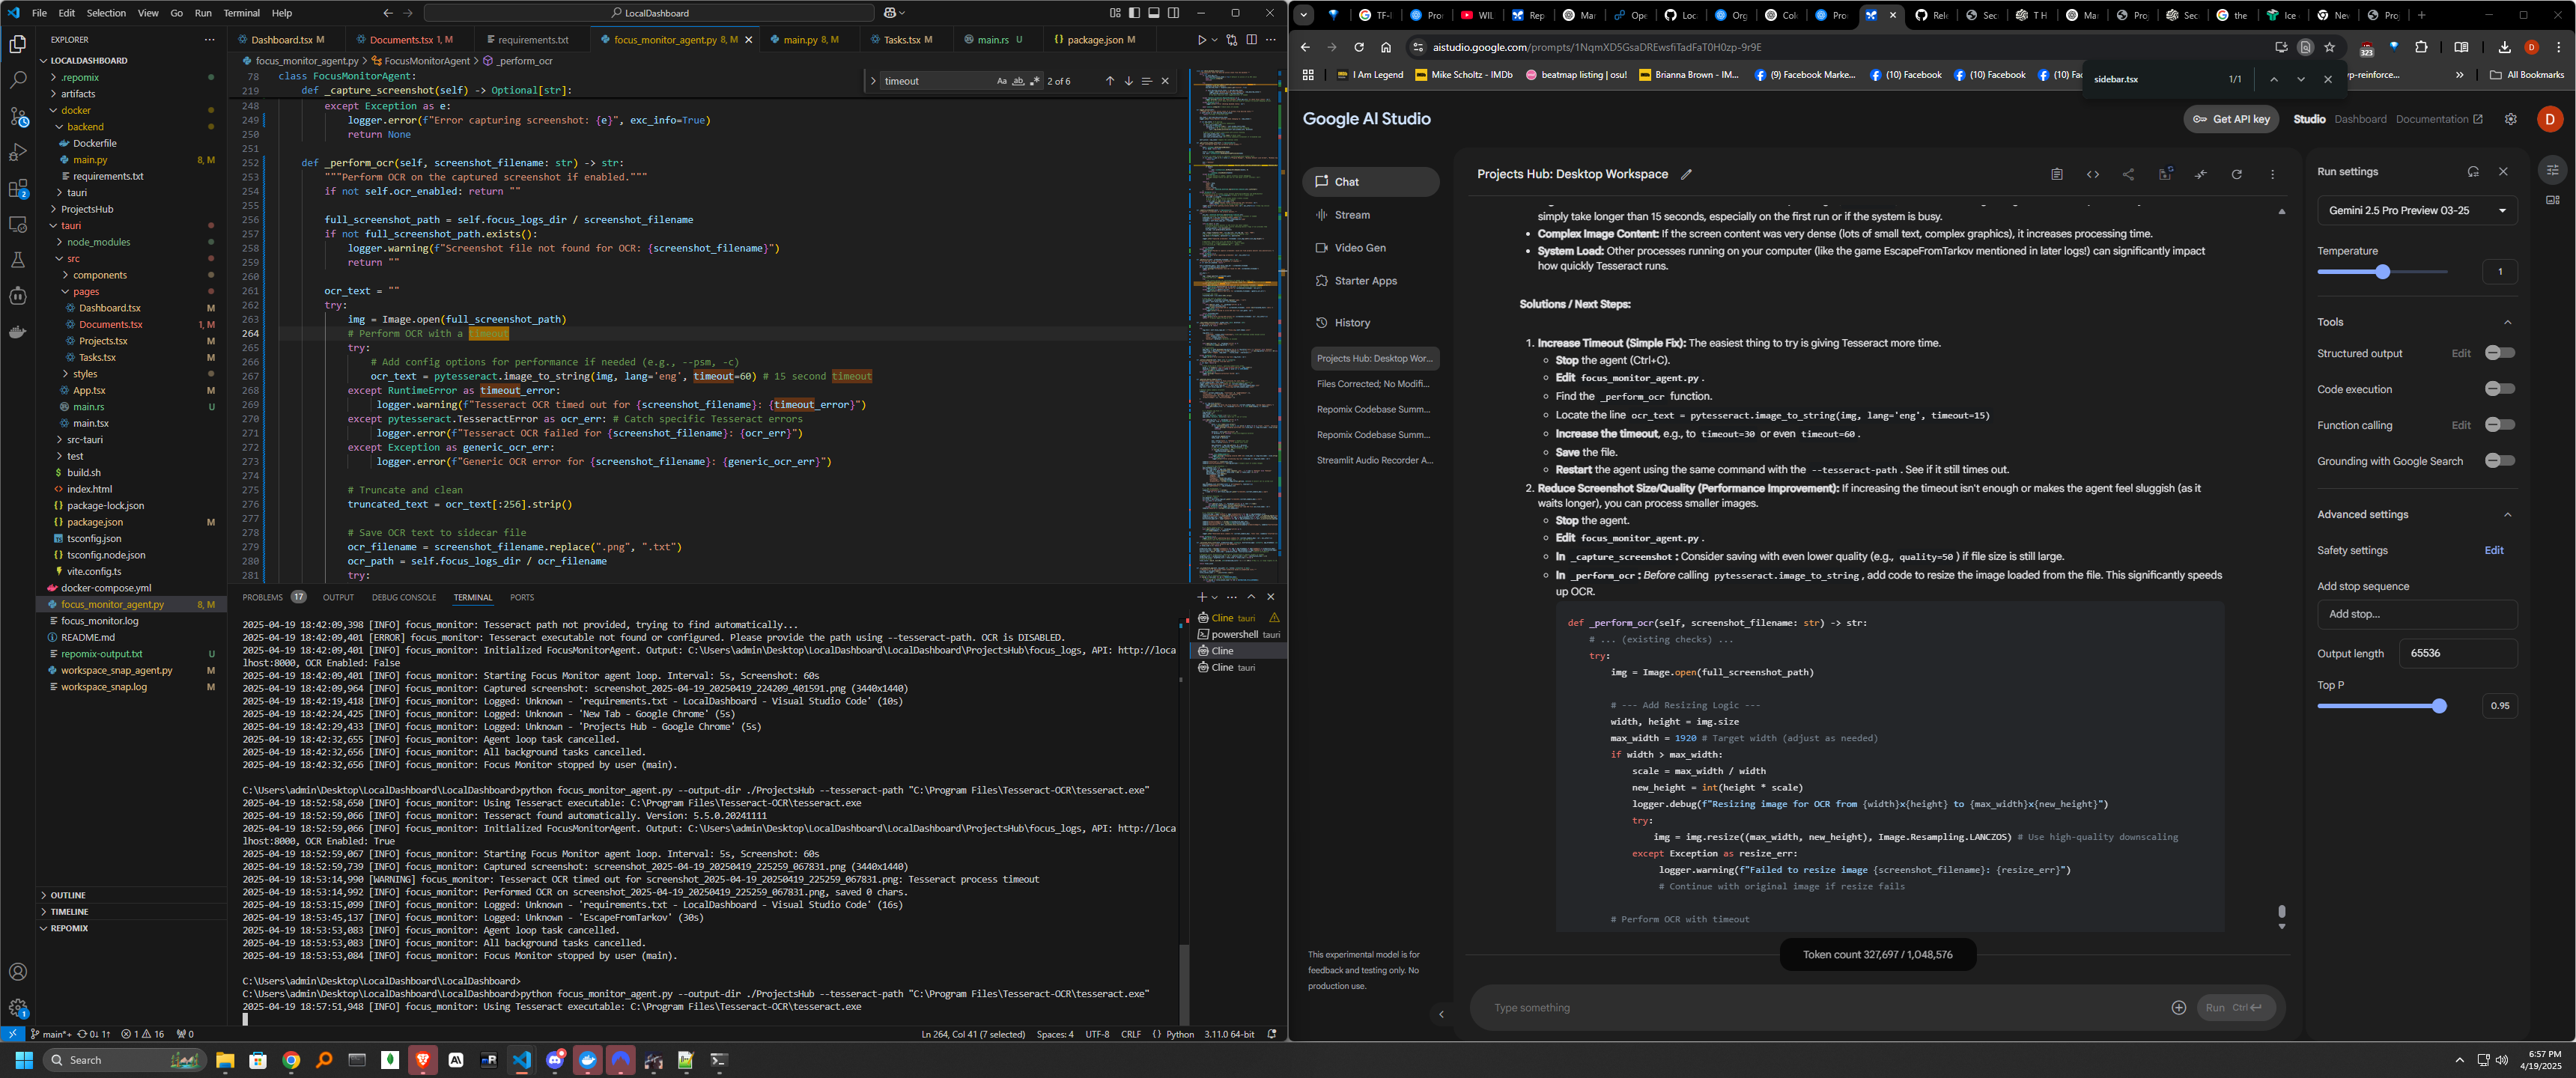 File Edit Selection View Go Run Terminal Help
LocalDashboard
EXPLORER
LOCALDASHBOARD
.repomix
artifacts
docker
backend
Dockerfile
main.py 8, M
requirements.txt
tauri
ProjectsHub
tauri
node_modules
src
components
pages
Dashboard.tsx M
Documents.tsx 1, M
Projects.tsx M
Tasks.tsx M
styles
App.tsx M
main.rs U
main.tsx
src-tauri
test
build.sh
index.html
package-lock.json
package.json M
tsconfig.json
tsconfig.node.json
vite.config.ts
docker-compose.yml
focus_monitor_agent.py 8, M
focus_monitor.log
README.md
repomix-output.txt U
workspace_snap_agent.py M
workspace_snap.log M
OUTLINE
TIMELINE
REPOMIX
Dashboard.tsx M
Documents.tsx 1, M
requirements.txt
focus_monitor_agent.py 8, M
main.py 8, M
Tasks.tsx M
main.rs U
package.json M
focus_monitor_agent.py > FocusMonitorAgent > _perform_ocr
timeout
2 of 6
78 class FocusMonitorAgent:
219 def _capture_screenshot(self) -> Optional[str]:
248 except Exception as e:
249 logger.error(f"Error capturing screenshot: {e}", exc_info=True)
250 return None
251
252 def _perform_ocr(self, screenshot_filename: str) -> str:
253 """Perform OCR on the captured screenshot if enabled."""
254 if not self.ocr_enabled: return ""
255
256 full_screenshot_path = self.focus_logs_dir / screenshot_filename
257 if not full_screenshot_path.exists():
258 logger.warning(f"Screenshot file not found for OCR: {screenshot_filename}")
259 return ""
260
261 ocr_text = ""
262 try:
263 img = Image.open(full_screenshot_path)
264 # Perform OCR with a timeout
265 try:
266 # Add config options for performance if needed (e.g., --psm, -c)
267 ocr_text = pytesseract.image_to_string(img, lang='eng', timeout=60) # 15 second timeout
268 except RuntimeError as timeout_error:
269 logger.warning(f"Tesseract OCR timed out for {screenshot_filename}: {timeout_error}")
270 except pytesseract.TesseractError as ocr_err: # Catch specific Tesseract errors
271 logger.error(f"Tesseract OCR failed for {screenshot_filename}: {ocr_err}")
272 except Exception as generic_ocr_err:
273 logger.error(f"Generic OCR error for {screenshot_filename}: {generic_ocr_err}")
274
275 # Truncate and clean
276 truncated_text = ocr_text[:256].strip()
277
278 # Save OCR text to sidecar file
279 ocr_filename = screenshot_filename.replace(".png", ".txt")
280 ocr_path = self.focus_logs_dir / ocr_filename
281 try:
PROBLEMS 17 OUTPUT DEBUG CONSOLE TERMINAL PORTS
2025-04-19 18:42:09,398 [INFO] focus_monitor: Tesseract path not provided, trying to find automatically...
2025-04-19 18:42:09,401 [ERROR] focus_monitor: Tesseract executable not found or configured. Please provide the path using --tesseract-path. OCR is DISABLED.
2025-04-19 18:42:09,401 [INFO] focus_monitor: Initialized FocusMonitorAgent. Output: C:\Users\admin\Desktop\LocalDashboard\LocalDashboard\ProjectsHub\focus_logs, API: http://loca
lhost:8000, OCR Enabled: False
2025-04-19 18:42:09,401 [INFO] focus_monitor: Starting Focus Monitor agent loop. Interval: 5s, Screenshot: 60s
2025-04-19 18:42:09,964 [INFO] focus_monitor: Captured screenshot: screenshot_2025-04-19_20250419_224209_401591.png (3440x1440)
2025-04-19 18:42:19,418 [INFO] focus_monitor: Logged: Unknown - 'requirements.txt - LocalDashboard - Visual Studio Code' (10s)
2025-04-19 18:42:24,425 [INFO] focus_monitor: Logged: Unknown - 'New Tab - Google Chrome' (5s)
2025-04-19 18:42:29,433 [INFO] focus_monitor: Logged: Unknown - 'Projects Hub - Google Chrome' (5s)
2025-04-19 18:42:32,655 [INFO] focus_monitor: Agent loop task cancelled.
2025-04-19 18:42:32,656 [INFO] focus_monitor: All background tasks cancelled.
2025-04-19 18:42:32,656 [INFO] focus_monitor: Focus Monitor stopped by user (main).
C:\Users\admin\Desktop\LocalDashboard\LocalDashboard>python focus_monitor_agent.py --output-dir ./ProjectsHub --tesseract-path "C:\Program Files\Tesseract-OCR\tesseract.exe"
2025-04-19 18:52:58,650 [INFO] focus_monitor: Using Tesseract executable: C:\Program Files\Tesseract-OCR\tesseract.exe
2025-04-19 18:52:59,066 [INFO] focus_monitor: Tesseract found automatically. Version: 5.5.0.20241111
2025-04-19 18:52:59,066 [INFO] focus_monitor: Initialized FocusMonitorAgent. Output: C:\Users\admin\Desktop\LocalDashboard\LocalDashboard\ProjectsHub\focus_logs, API: http://loca
lhost:8000, OCR Enabled: True
2025-04-19 18:52:59,067 [INFO] focus_monitor: Starting Focus Monitor agent loop. Interval: 5s, Screenshot: 60s
2025-04-19 18:52:59,739 [INFO] focus_monitor: Captured screenshot: screenshot_2025-04-19_20250419_225259_067831.png (3440x1440)
2025-04-19 18:53:14,990 [WARNING] focus_monitor: Tesseract OCR timed out for screenshot_2025-04-19_20250419_225259_067831.png: Tesseract process timeout
2025-04-19 18:53:14,992 [INFO] focus_monitor: Performed OCR on screenshot_2025-04-19_20250419_225259_067831.png, saved 0 chars.
2025-04-19 18:53:15,099 [INFO] focus_monitor: Logged: Unknown - 'requirements.txt - LocalDashboard - Visual Studio Code' (16s)
2025-04-19 18:53:45,137 [INFO] focus_monitor: Logged: Unknown - 'EscapeFromTarkov' (30s)
2025-04-19 18:53:53,083 [INFO] focus_monitor: Agent loop task cancelled.
2025-04-19 18:53:53,084 [INFO] focus_monitor: All background tasks cancelled.
2025-04-19 18:53:53,084 [INFO] focus_monitor: Focus Monitor stopped by user (main).
C:\Users\admin\Desktop\LocalDashboard\LocalDashboard>
C:\Users\admin\Desktop\LocalDashboard\LocalDashboard>python focus_monitor_agent.py --output-dir ./ProjectsHub --tesseract-path "C:\Program Files\Tesseract-OCR\tesseract.exe"
2025-04-19 18:57:51,948 [INFO] focus_monitor: Using Tesseract executable: C:\Program Files\Tesseract-OCR\tesseract.exe
Cline tauri
powershell tauri
Cline
Cline tauri
main*+ 0↓ 1↑ 1 16 0
Ln 264, Col 41 (7 selected) Spaces: 4 UTF-8 CRLF Python 3.11.0 64-bit
Search
aistudio.google.com/prompts/1NqmXD5GsaDREwsfiTadFaT0H0zp-9r9E
I Am Legend
Mike Scholtz - IMDb
beatmap listing | osu!
Brianna Brown - IM...
(9) Facebook Marke...
(10) Facebook
(10) Facebook
All Bookmarks
sidebar.tsx 1/1
Google AI Studio
Get API key
Studio Dashboard Documentation
D
Chat
Stream
Video Gen
Starter Apps
History
Projects Hub: Desktop Wor...
Files Corrected; No Modifi...
Repomix Codebase Summ...
Repomix Codebase Summ...
Streamlit Audio Recorder A...
This experimental model is for
feedback and testing only. No
production use.
Projects Hub: Desktop Workspace
simply take longer than 15 seconds, especially on the first run or if the system is busy.
• Complex Image Content: If the screen content was very dense (lots of small text, complex graphics), it increases processing time.
• System Load: Other processes running on your computer (like the game EscapeFromTarkov mentioned in later logs!) can significantly impact
how quickly Tesseract runs.
Solutions / Next Steps:
1. Increase Timeout (Simple Fix): The easiest thing to try is giving Tesseract more time.
Stop the agent (Ctrl+C).
Edit focus_monitor_agent.py.
Find the _perform_ocr function.
Locate the line ocr_text = pytesseract.image_to_string(img, lang='eng', timeout=15)
Increase the timeout, e.g., to timeout=30 or even timeout=60.
Save the file.
Restart the agent using the same command with the --tesseract-path. See if it still times out.
2. Reduce Screenshot Size/Quality (Performance Improvement): If increasing the timeout isn't enough or makes the agent feel sluggish (as it
waits longer), you can process smaller images.
Stop the agent.
Edit focus_monitor_agent.py.
In _capture_screenshot: Consider saving with even lower quality (e.g., quality=50) if file size is still large.
In _perform_ocr: Before calling pytesseract.image_to_string, add code to resize the image loaded from the file. This significantly speeds
up OCR.
def _perform_ocr(self, screenshot_filename: str) -> str:
# ... (existing checks) ...
try:
img = Image.open(full_screenshot_path)
# --- Add Resizing Logic ---
width, height = img.size
max_width = 1920 # Target width (adjust as needed)
if width > max_width:
scale = max_width / width
new_height = int(height * scale)
logger.debug(f"Resizing image for OCR from {width}x{height} to {max_width}x{new_height}")
try:
img = img.resize((max_width, new_height), Image.Resampling.LANCZOS) # Use high-quality downscaling
except Exception as resize_err:
logger.warning(f"Failed to resize image {screenshot_filename}: {resize_err}")
# Continue with original image if resize fails
# Perform OCR with timeout
Token count 327,697 / 1,048,576
Type something
Run Ctrl
Run settings
Gemini 2.5 Pro Preview 03-25
Temperature
1
Tools
Structured output Edit
Code execution
Function calling Edit
Grounding with Google Search
Advanced settings
Safety settings Edit
Add stop sequence
Add stop...
Output length 65536
Top P
0.95
6:57 PM
4/19/2025